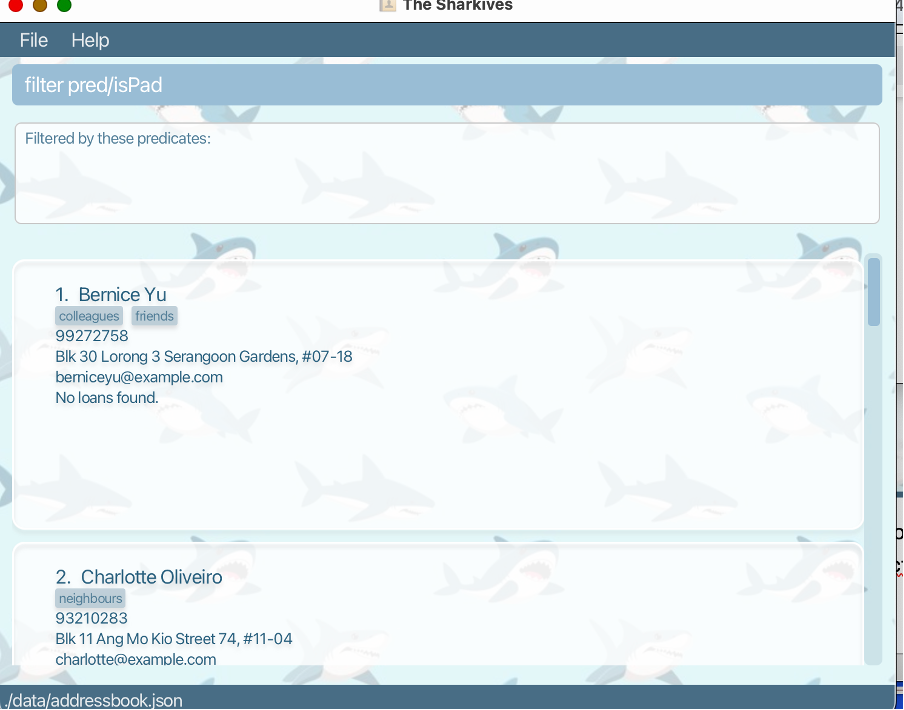 The Sharkives
File Help
filter pred/isPad
Filtered by these predicates:
1. Bernice Yu
colleagues friends
99272758
Blk 30 Lorong 3 Serangoon Gardens, #07-18
berniceyu@example.com
No loans found.
2. Charlotte Oliveiro
neighbours
93210283
Blk 11 Ang Mo Kio Street 74, #11-04
charlotte@example.com
./data/addressbook.json